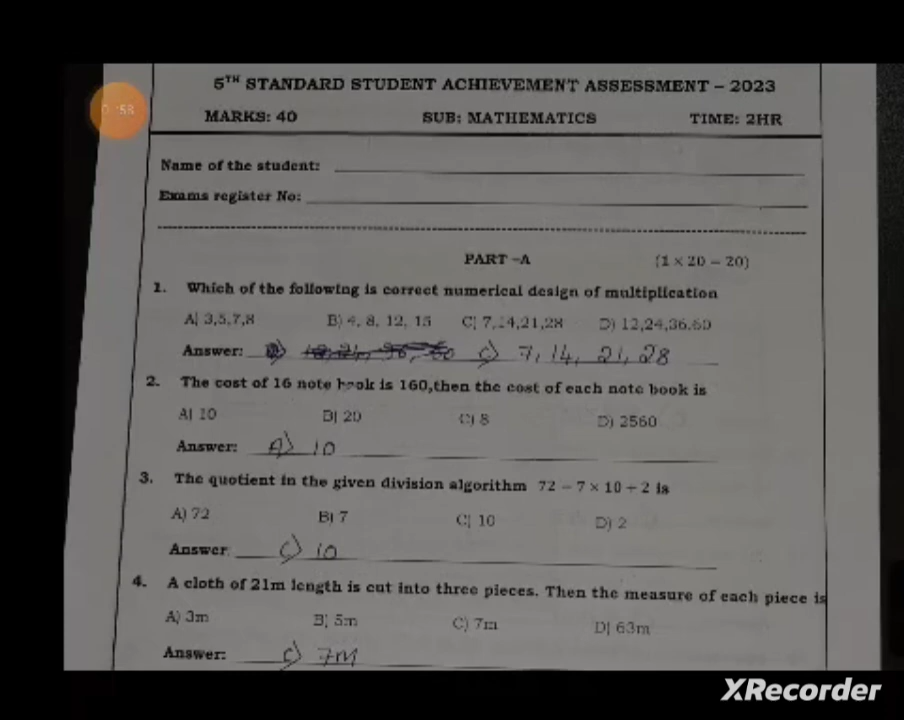 5TH STANDARD STUDENT ACHIEVEMENT ASSESSMENT – 2023
MARKS: 40 SUB: MATHEMATICS TIME: 2HR
Name of the student:
Exams register No:
PART –A (1 × 20 – 20)
1. Which of the following is correct numerical design of multiplication
A) 3,5,7,8 B) 4, 8, 12, 15 C) 7,14,21,28 D) 12,24,36,60
Answer: C) 7, 14, 21, 28
2. The cost of 16 note book is 160,then the cost of each note book is
A) 10 B) 20 C) 8 D) 2560
Answer: A) 10
3. The quotient in the given division algorithm 72 = 7 × 10 + 2 is
A) 72 B) 7 C) 10 D) 2
Answer C) 10
4. A cloth of 21m length is cut into three pieces. Then the measure of each piece is
A) 3m B) 5m C) 7m D) 63m
Answer: C) 7m
XRecorder